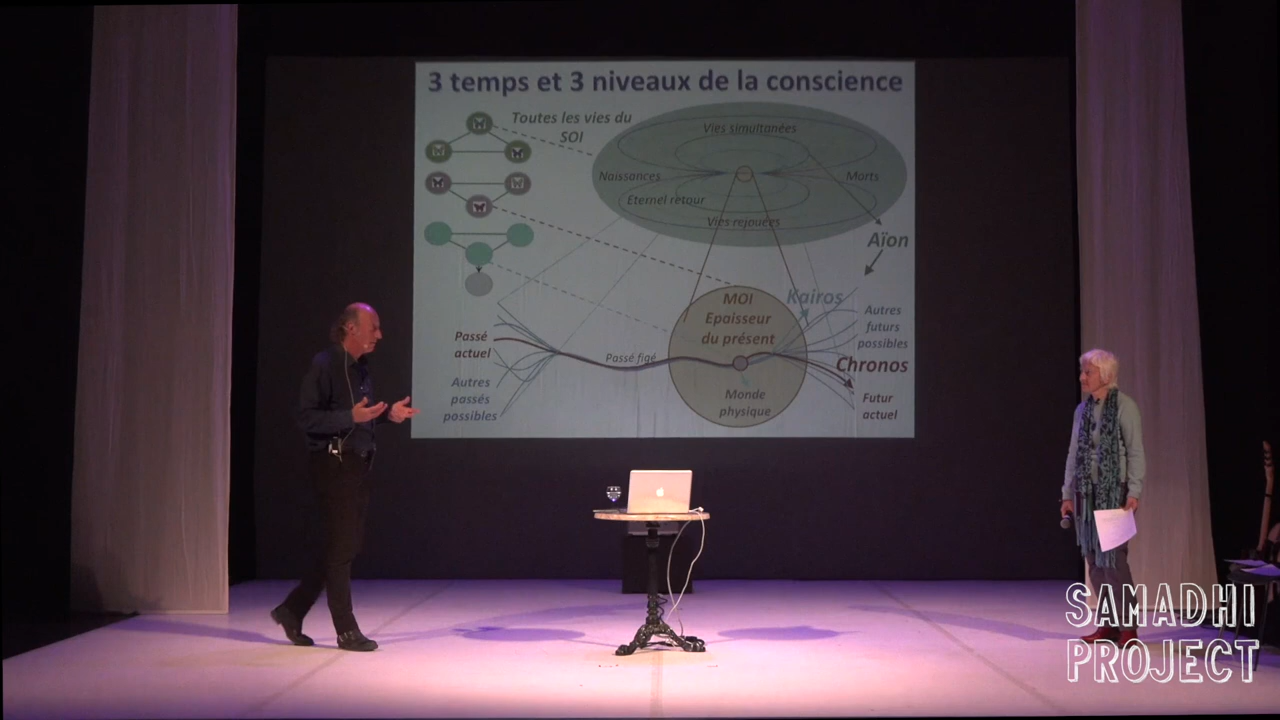 3 temps et 3 niveaux de la conscience
Toutes les vies du
SOI
Vies simultanées
Naissances
Morts
Eternel retour
Vies rejouées
Aïon
MOI
Epaisseur
du présent
Kairos
Autres
futurs
possibles
Passé
actuel
Passé figé
Chronos
Autres
passés
possibles
Monde
physique
Futur
actuel
SAMADHI
PROJECT